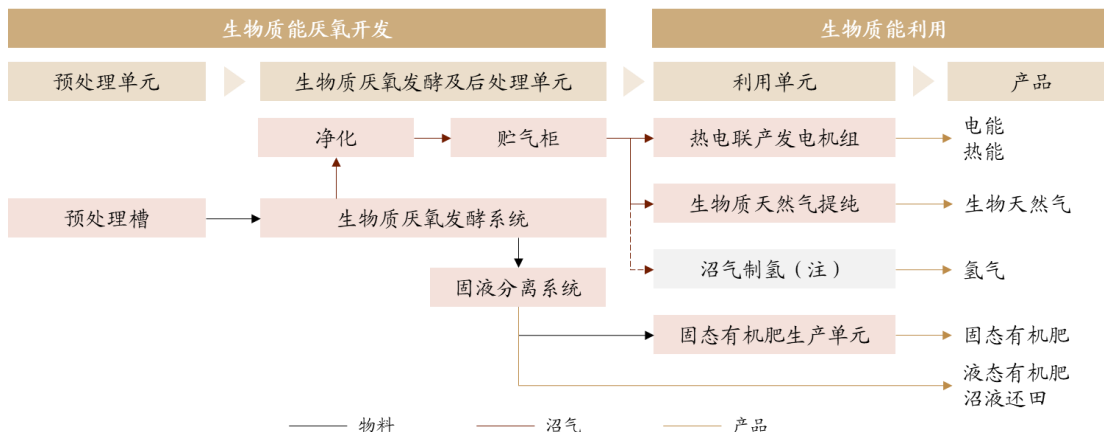 生物质能厌氧开发
生物质能利用
预处理单元
生物质厌氧发酵及后处理单元
利用单元
产品
净化
贮气柜
热电联产发电机组
电能
热能
预处理槽
生物质厌氧发酵系统
生物质天然气提纯
生物天然气
固液分离系统
沼气制氢（注）
氢气
固态有机肥生产单元
固态有机肥
液态有机肥
沼液还田
物料
沼气
产品